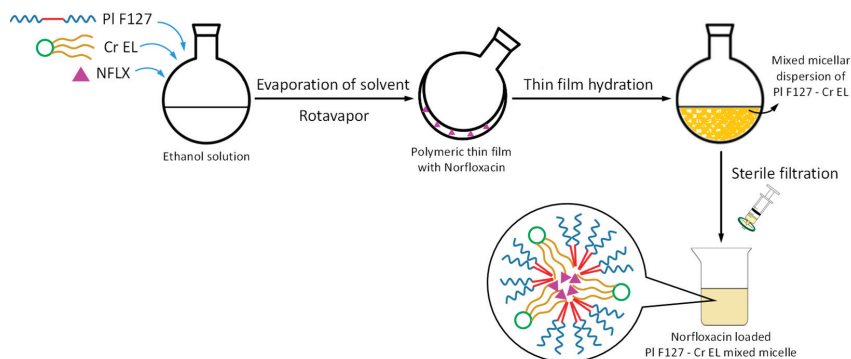 Pl F127
Cr EL
NFLX
Ethanol solution
Evaporation of solvent
Rotavapor
Polymeric thin film
with Norfloxacin
Thin film hydration
Mixed micellar
dispersion of
Pl F127 - Cr EL
Sterile filtration
Norfloxacin loaded
Pl F127 - Cr EL mixed micelle